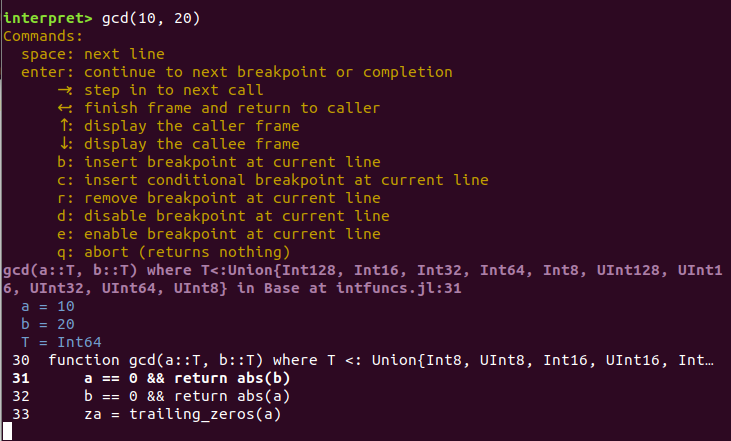 interpret> gcd(10, 20)
Commands:
  space: next line
  enter: continue to next breakpoint or completion
      →: step in to next call
      ←: finish frame and return to caller
      ↑: display the caller frame
      ↓: display the callee frame
      b: insert breakpoint at current line
      c: insert conditional breakpoint at current line
      r: remove breakpoint at current line
      d: disable breakpoint at current line
      e: enable breakpoint at current line
      q: abort (returns nothing)
gcd(a::T, b::T) where T<:Union{Int128, Int16, Int32, Int64, Int8, UInt128, UInt1
6, UInt32, UInt64, UInt8} in Base at intfuncs.jl:31
  a = 10
  b = 20
  T = Int64
 30  function gcd(a::T, b::T) where T <: Union{Int8, UInt8, Int16, UInt16, Int…
 31      a == 0 && return abs(b)
 32      b == 0 && return abs(a)
 33      za = trailing_zeros(a)